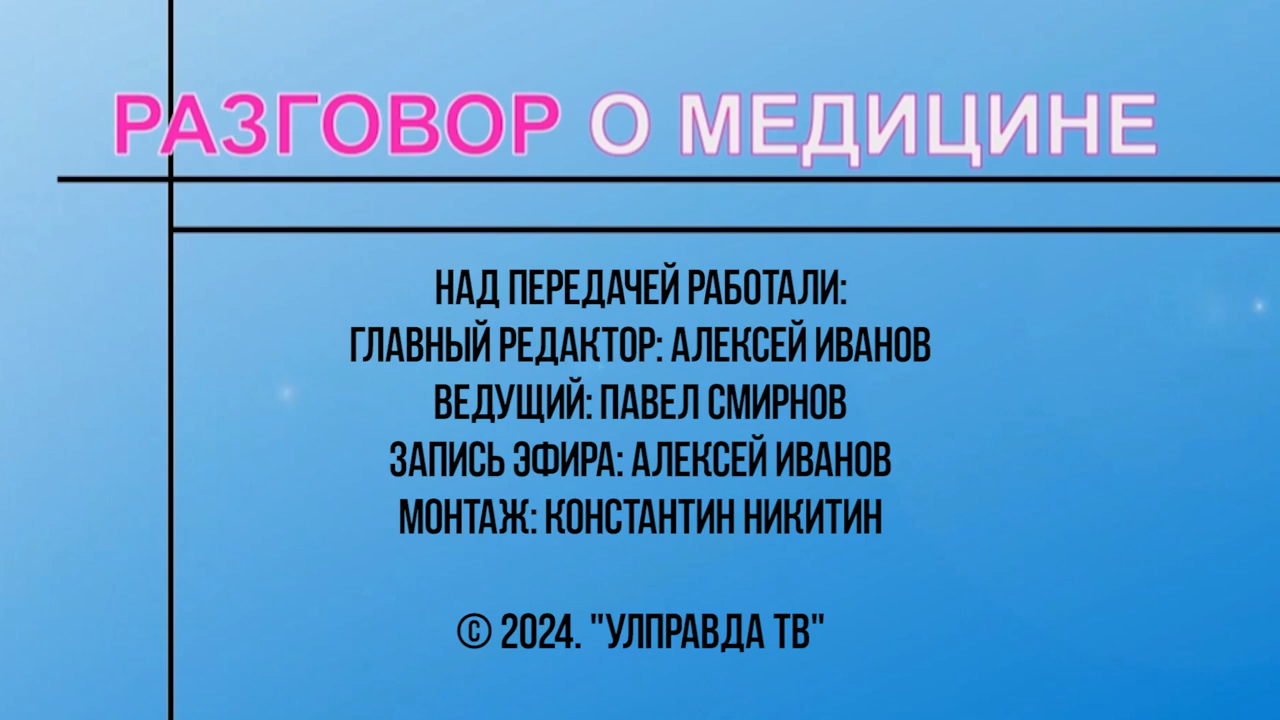 РАЗГОВОР О МЕДИЦИНЕ
НАД ПЕРЕДАЧЕЙ РАБОТАЛИ:
ГЛАВНЫЙ РЕДАКТОР: АЛЕКСЕЙ ИВАНОВ
ВЕДУЩИЙ: ПАВЕЛ СМИРНОВ
ЗАПИСЬ ЭФИРА: АЛЕКСЕЙ ИВАНОВ
МОНТАЖ: КОНСТАНТИН НИКИТИН
© 2024. "УЛПРАВДА ТВ"